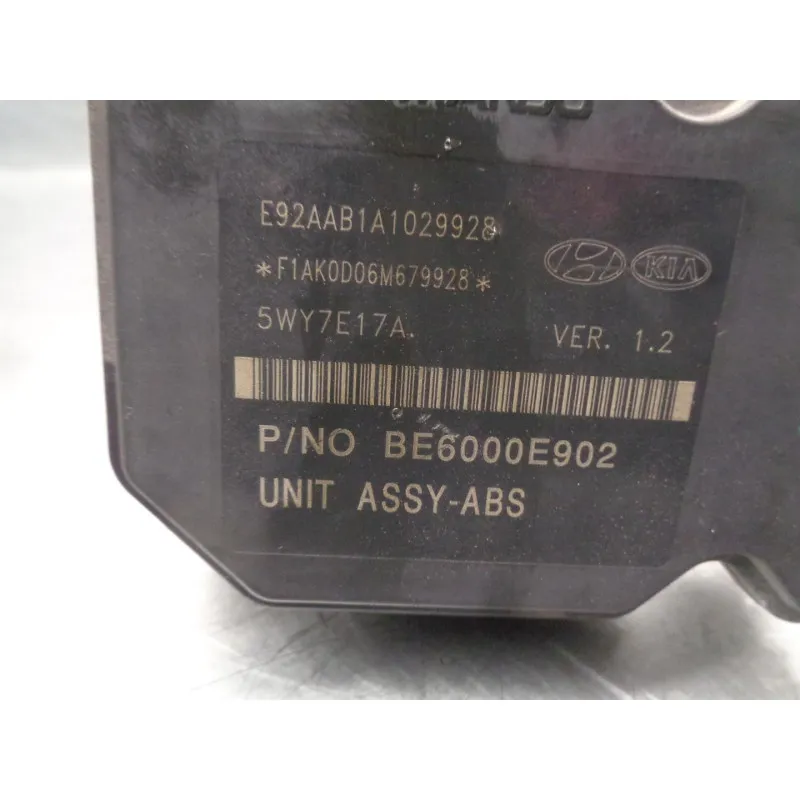 E92AAB1A1029928
*F1AK0D06M679928*
KIA
5WY7E17A. VER. 1.2
P/NO BE6000E902
UNIT ASSY-ABS